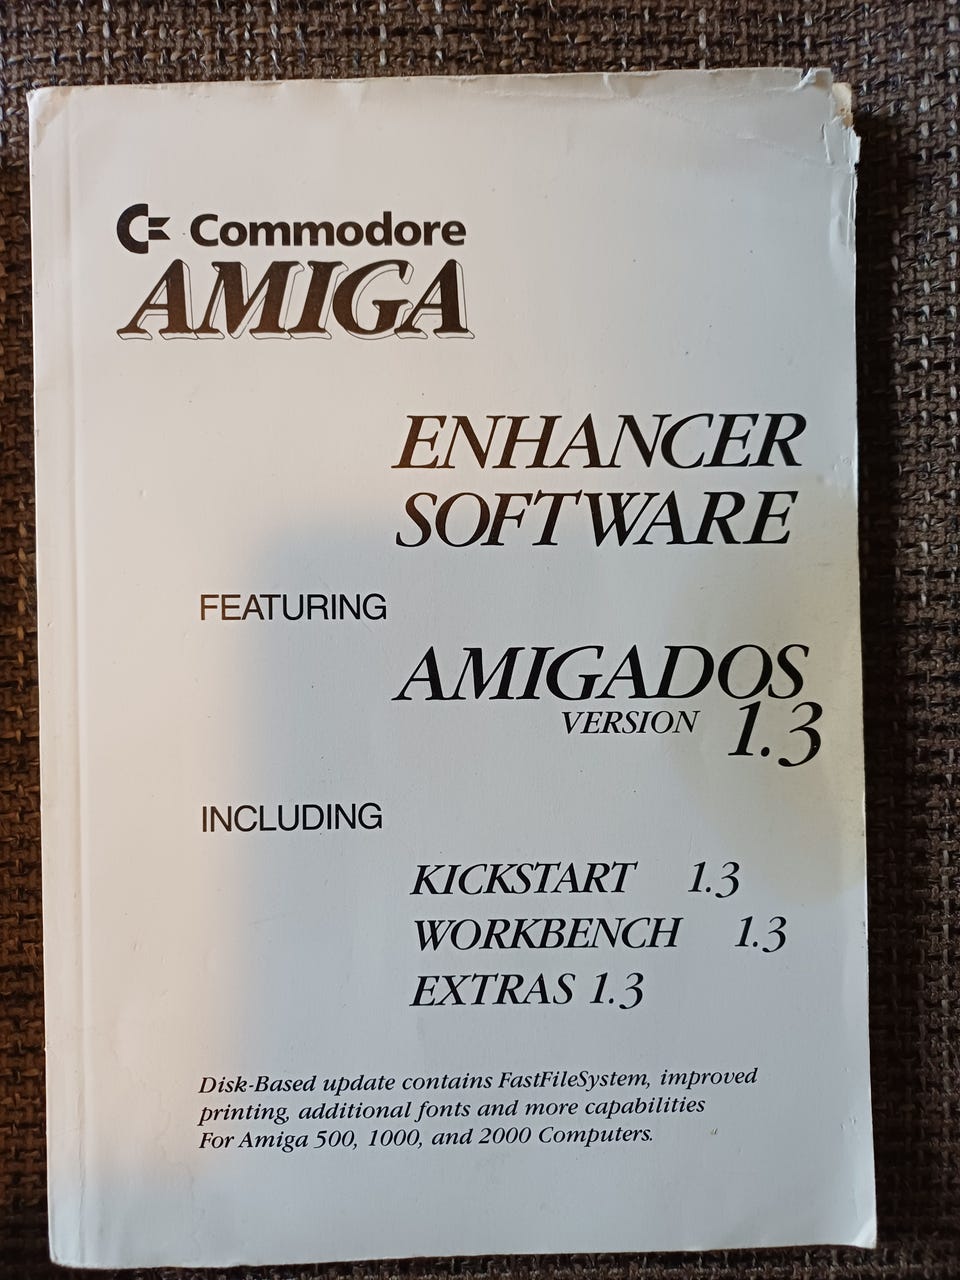 Commodore
AMIGA
ENHANCER
SOFTWARE
FEATURING
AMIGADOS
VERSION 1.3
INCLUDING
KICKSTART 1.3
WORKBENCH 1.3
EXTRAS 1.3
Disk-Based update contains FastFileSystem, improved
printing, additional fonts and more capabilities
For Amiga 500, 1000, and 2000 Computers.